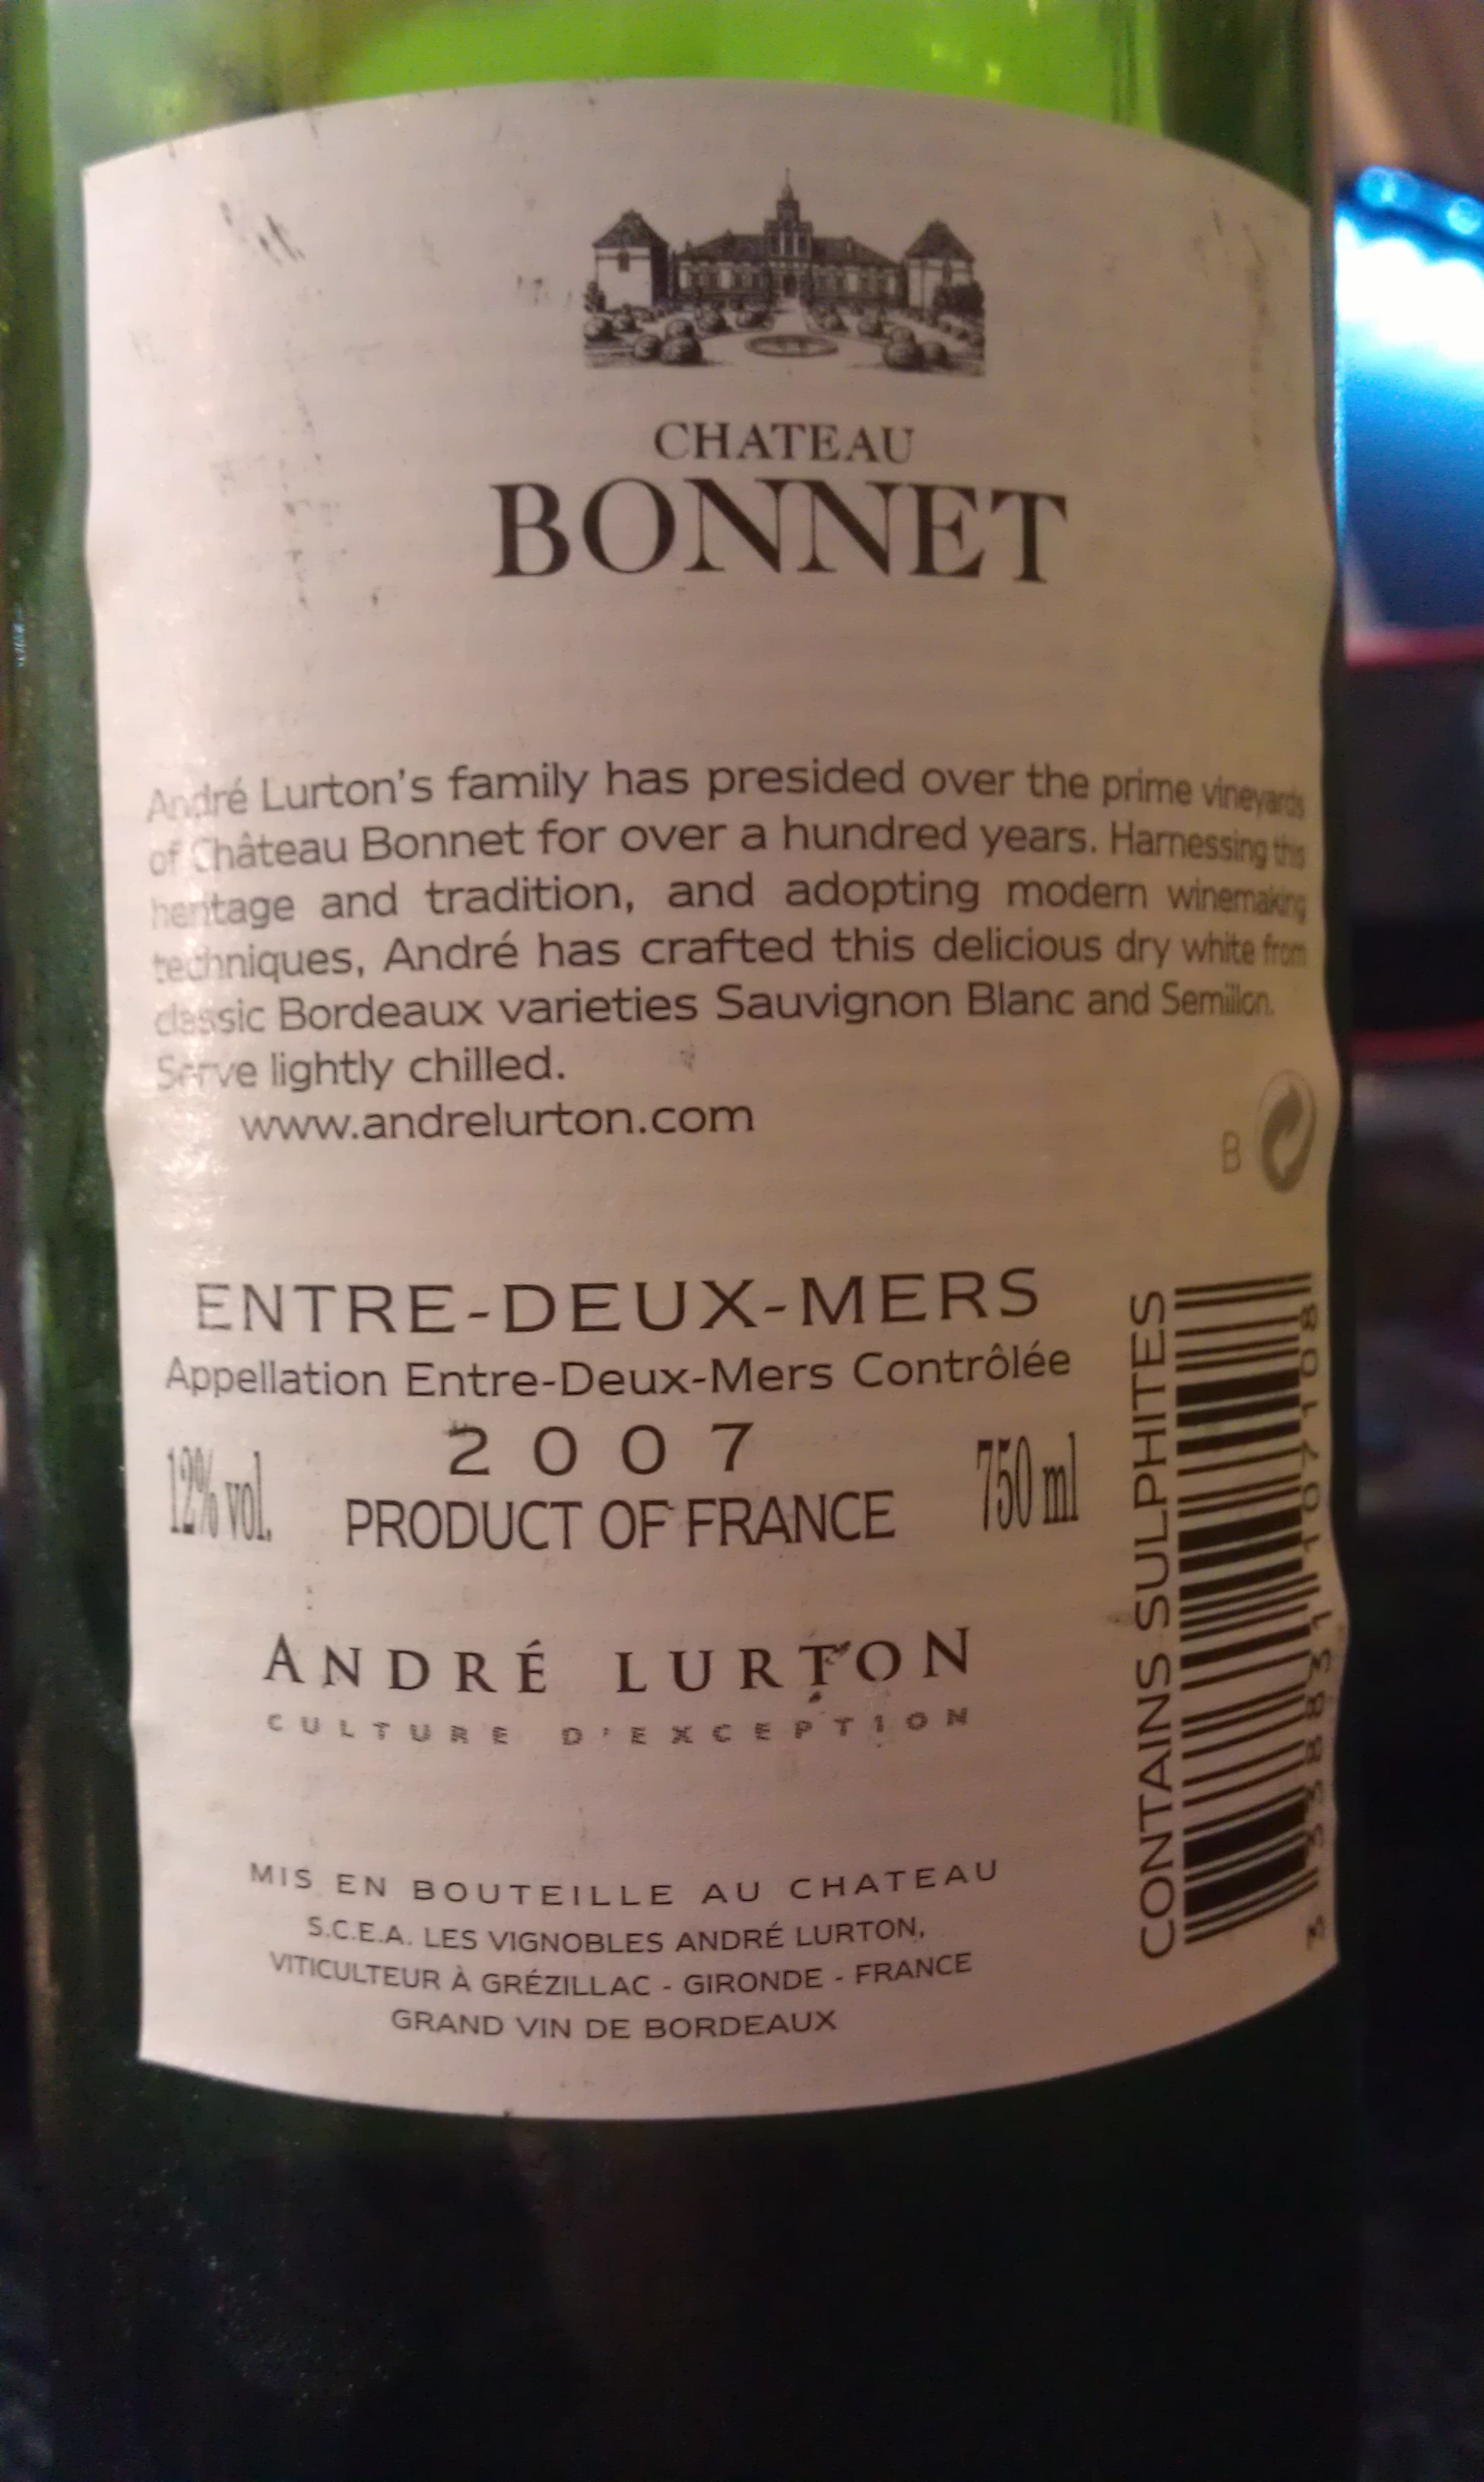 CHATEAU
BONNET
André Lurton's family has presided over the prime vineyards
of Château Bonnet for over a hundred years. Harnessing this
heritage and tradition, and adopting modern winemaking
techniques, André has crafted this delicious dry white from
classic Bordeaux varieties Sauvignon Blanc and Semillon.
Serve lightly chilled.
www.andrelurton.com
B
ENTRE-DEUX-MERS
Appellation Entre-Deux-Mers Contrôlée
2007
12% vol.
PRODUCT OF FRANCE
750 ml
ANDRÉ LURTON
CULTURE D'EXCEPTION
MIS EN BOUTEILLE AU CHATEAU
S.C.E.A. LES VIGNOBLES ANDRÉ LURTON,
VITICULTEUR À GRÉZILLAC - GIRONDE - FRANCE
GRAND VIN DE BORDEAUX
CONTAINS SULPHITES
3 338831 107108